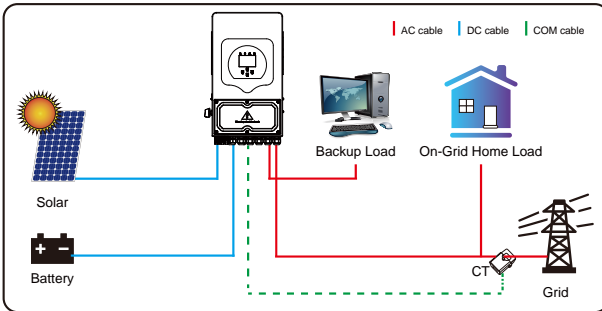 AC cable
DC cable
COM cable
Backup Load
On-Grid Home Load
Solar
Battery
CT
Grid